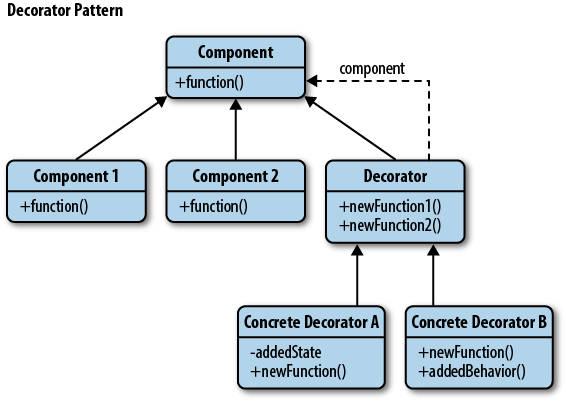 Decorator Pattern
Component
+function()
component
Component 1
+function()
Component 2
+function()
Decorator
+newFunction1()
+newFunction2()
Concrete Decorator A
-addedState
+newFunction()
Concrete Decorator B
+newFunction()
+addedBehavior()